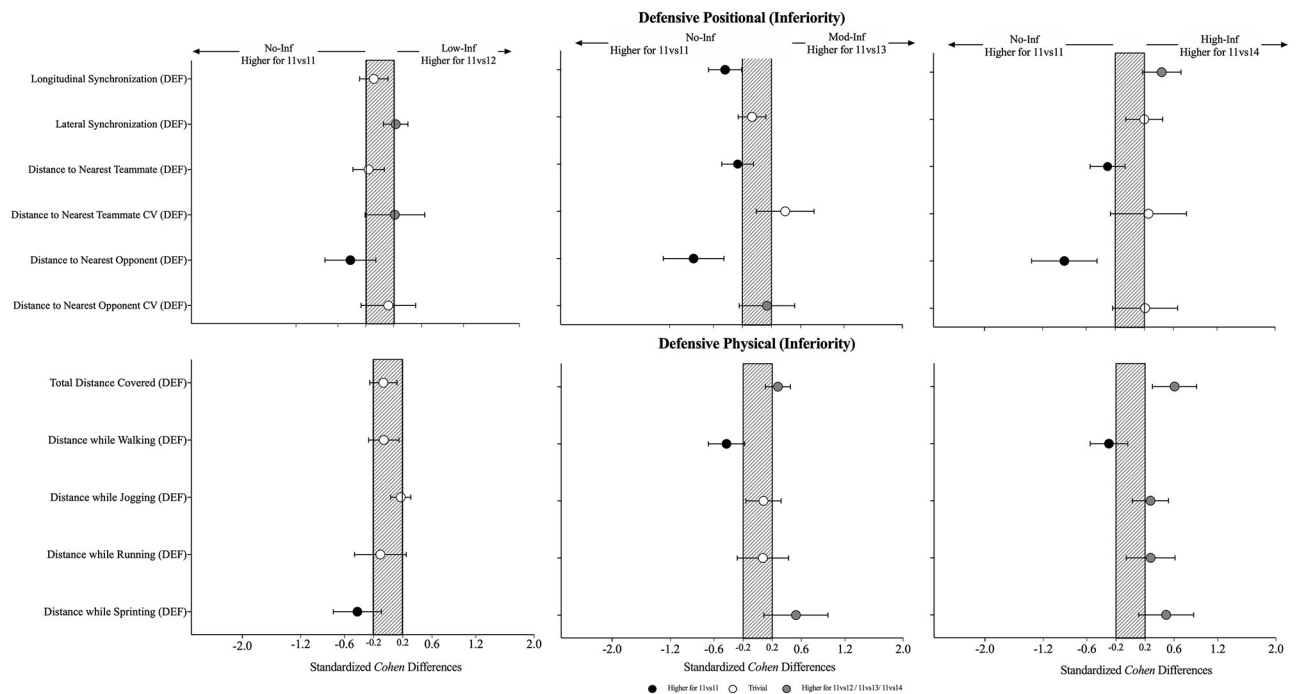 Defensive Positional (Inferiority)
No-Inf
Higher for 11vs11
Low-Inf
Higher for 11vs12
No-Inf
Higher for 11vs11
Mod-Inf
Higher for 11vs13
No-Inf
Higher for 11vs11
High-Inf
Higher for 11vs14
Longitudinal Synchronization (DEF)
Lateral Synchronization (DEF)
Distance to Nearest Teammate (DEF)
Distance to Nearest Teammate CV (DEF)
Distance to Nearest Opponent (DEF)
Distance to Nearest Opponent CV (DEF)
Defensive Physical (Inferiority)
Total Distance Covered (DEF)
Distance while Walking (DEF)
Distance while Jogging (DEF)
Distance while Running (DEF)
Distance while Sprinting (DEF)
-2.0 -1.2 -0.6 -0.2 0.2 0.6 1.2 2.0
-2.0 -1.2 -0.6 -0.2 0.2 0.6 1.2 2.0
-2.0 -1.2 -0.6 -0.2 0.2 0.6 1.2 2.0
Standardized Cohen Differences
Standardized Cohen Differences
Standardized Cohen Differences
Higher for 11vs11 Trivial Higher for 11vs12 / 11vs13/ 11vs14